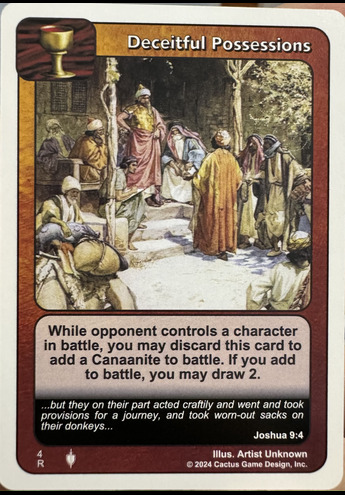 Deceitful Possessions
While opponent controls a character
in battle, you may discard this card to
add a Canaanite to battle. If you add
to battle, you may draw 2.
...but they on their part acted craftily and went and took
provisions for a journey, and took worn-out sacks on
their donkeys...
Joshua 9:4
4
R
Illus. Artist Unknown
© 2024 Cactus Game Design, Inc.